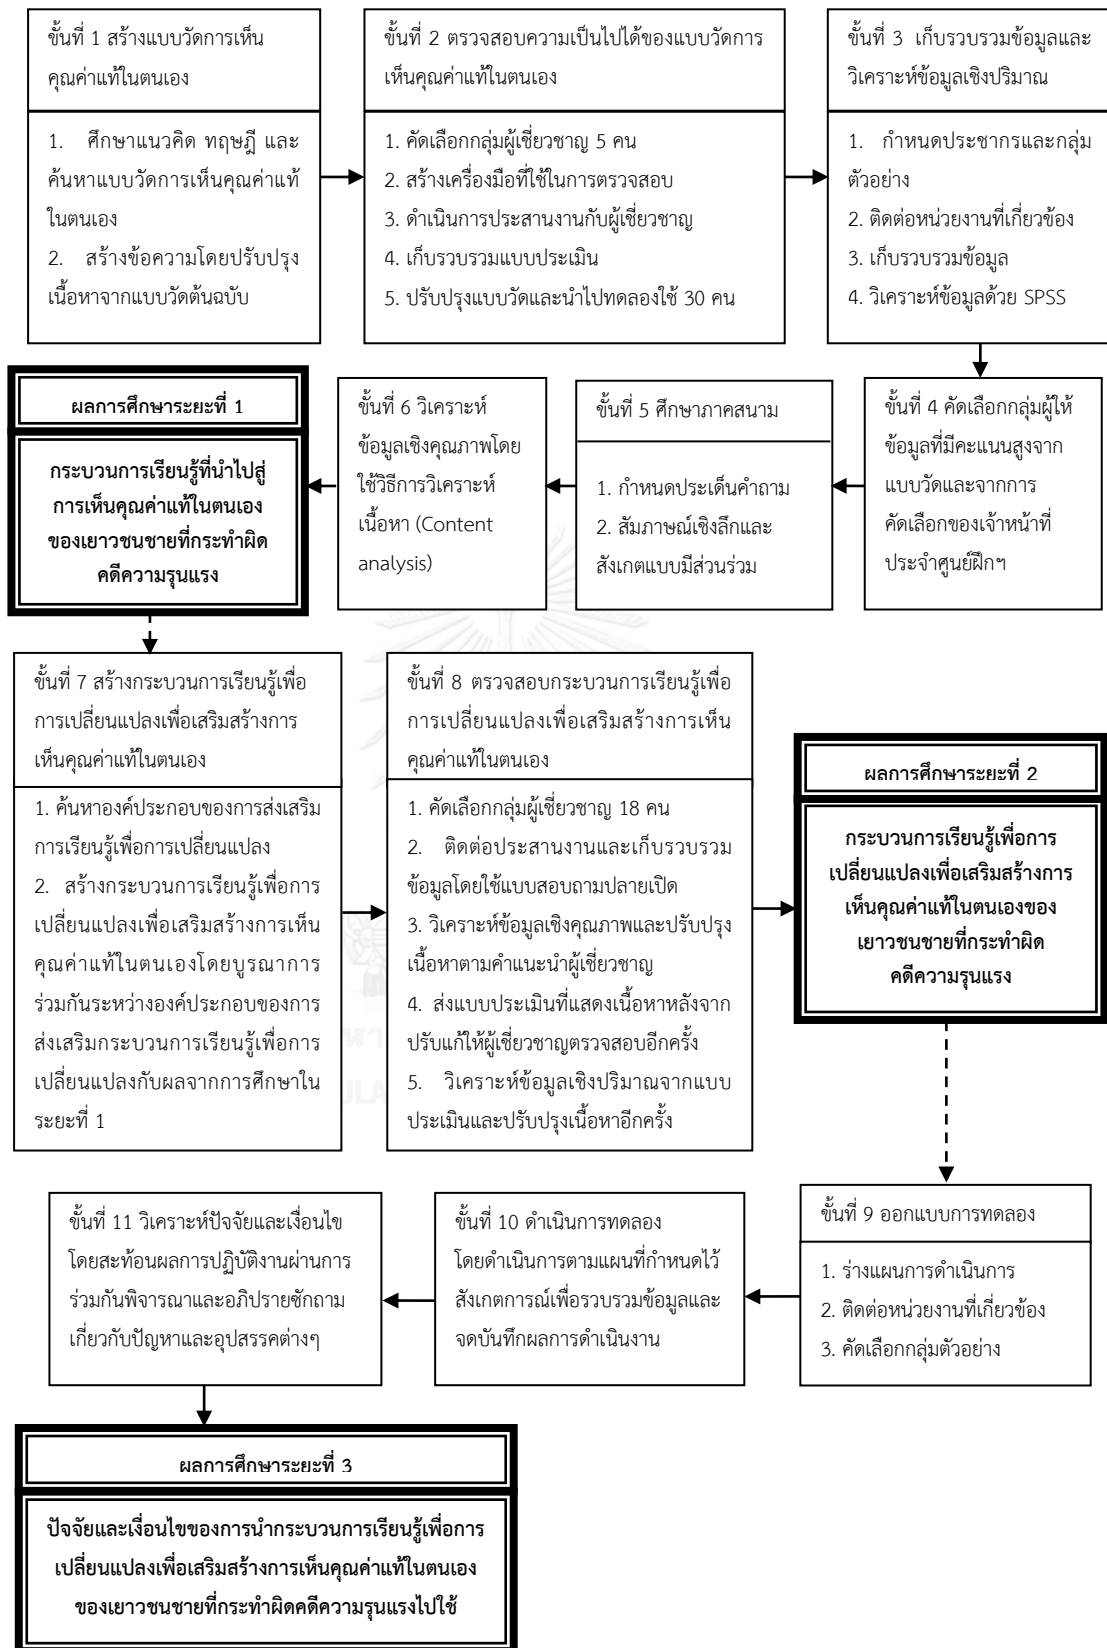 ขั้นที่ 1 สร้างแบบวัดการเห็น
คุณค่าแท้ในตนเอง
1. ศึกษาแนวคิด ทฤษฎี และ
ค้นหาแบบวัดการเห็นคุณค่าแท้
ในตนเอง
2. สร้างข้อความโดยปรับปรุง
เนื้อหาจากแบบวัดต้นฉบับ
ขั้นที่ 2 ตรวจสอบความเป็นไปได้ของแบบวัดการ
เห็นคุณค่าแท้ในตนเอง
1. คัดเลือกกลุ่มผู้เชี่ยวชาญ 5 คน
2. สร้างเครื่องมือที่ใช้ในการตรวจสอบ
3. ดำเนินการประสานงานกับผู้เชี่ยวชาญ
4. เก็บรวบรวมแบบประเมิน
5. ปรับปรุงแบบวัดและนำไปทดลองใช้ 30 คน
ขั้นที่ 3 เก็บรวบรวมข้อมูลและ
วิเคราะห์ข้อมูลเชิงปริมาณ
1. กำหนดประชากรและกลุ่ม
ตัวอย่าง
2. ติดต่อหน่วยงานที่เกี่ยวข้อง
3. เก็บรวบรวมข้อมูล
4. วิเคราะห์ข้อมูลด้วย SPSS
ขั้นที่ 4 คัดเลือกกลุ่มผู้ให้
ข้อมูลที่มีคะแนนสูงจาก
แบบวัดและจากการ
คัดเลือกของเจ้าหน้าที่
ประจำศูนย์ฝึกฯ
ขั้นที่ 5 ศึกษาภาคสนาม
1. กำหนดประเด็นคำถาม
2. สัมภาษณ์เชิงลึกและ
สังเกตแบบมีส่วนร่วม
ขั้นที่ 6 วิเคราะห์
ข้อมูลเชิงคุณภาพโดย
ใช้วิธีการวิเคราะห์
เนื้อหา (Content
analysis)
ผลการศึกษาระยะที่ 1
กระบวนการเรียนรู้ที่นำไปสู่
การเห็นคุณค่าแท้ในตนเอง
ของเยาวชนชายที่กระทำผิด
คดีความรุนแรง
ขั้นที่ 7 สร้างกระบวนการเรียนรู้เพื่อ
การเปลี่ยนแปลงเพื่อเสริมสร้างการ
เห็นคุณค่าแท้ในตนเอง
1. ค้นหาองค์ประกอบของการส่งเสริม
การเรียนรู้เพื่อการเปลี่ยนแปลง
2. สร้างกระบวนการเรียนรู้เพื่อการ
เปลี่ยนแปลงเพื่อเสริมสร้างการเห็น
คุณค่าแท้ในตนเองโดยบูรณาการ
ร่วมกันระหว่างองค์ประกอบของการ
ส่งเสริมกระบวนการเรียนรู้เพื่อการ
เปลี่ยนแปลงกับผลจากการศึกษาใน
ระยะที่ 1
ขั้นที่ 8 ตรวจสอบกระบวนการเรียนรู้เพื่อ
การเปลี่ยนแปลงเพื่อเสริมสร้างการเห็น
คุณค่าแท้ในตนเอง
1. คัดเลือกกลุ่มผู้เชี่ยวชาญ 18 คน
2. ติดต่อประสานงานและเก็บรวบรวม
ข้อมูลโดยใช้แบบสอบถามปลายเปิด
3. วิเคราะห์ข้อมูลเชิงคุณภาพและปรับปรุง
เนื้อหาตามคำแนะนำผู้เชี่ยวชาญ
4. ส่งแบบประเมินที่แสดงเนื้อหาหลังจาก
ปรับแก้ให้ผู้เชี่ยวชาญตรวจสอบอีกครั้ง
5. วิเคราะห์ข้อมูลเชิงปริมาณจากแบบ
ประเมินและปรับปรุงเนื้อหาอีกครั้ง
ผลการศึกษาระยะที่ 2
กระบวนการเรียนรู้เพื่อการ
เปลี่ยนแปลงเพื่อเสริมสร้างการ
เห็นคุณค่าแท้ในตนเองของ
เยาวชนชายที่กระทำผิด
คดีความรุนแรง
ขั้นที่ 9 ออกแบบการทดลอง
1. ร่างแผนการดำเนินการ
2. ติดต่อหน่วยงานที่เกี่ยวข้อง
3. คัดเลือกกลุ่มตัวอย่าง
ขั้นที่ 10 ดำเนินการทดลอง
โดยดำเนินการตามแผนที่กำหนดไว้
สังเกตการณ์เพื่อรวบรวมข้อมูลและ
จดบันทึกผลการดำเนินงาน
ขั้นที่ 11 วิเคราะห์ปัจจัยและเงื่อนไข
โดยสะท้อนผลการปฏิบัติงานผ่านการ
ร่วมกันพิจารณาและอภิปรายซักถาม
เกี่ยวกับปัญหาและอุปสรรคต่างๆ
ผลการศึกษาระยะที่ 3
ปัจจัยและเงื่อนไขของการนำกระบวนการเรียนรู้เพื่อการ
เปลี่ยนแปลงเพื่อเสริมสร้างการเห็นคุณค่าแท้ในตนเอง
ของเยาวชนชายที่กระทำผิดคดีความรุนแรงไปใช้